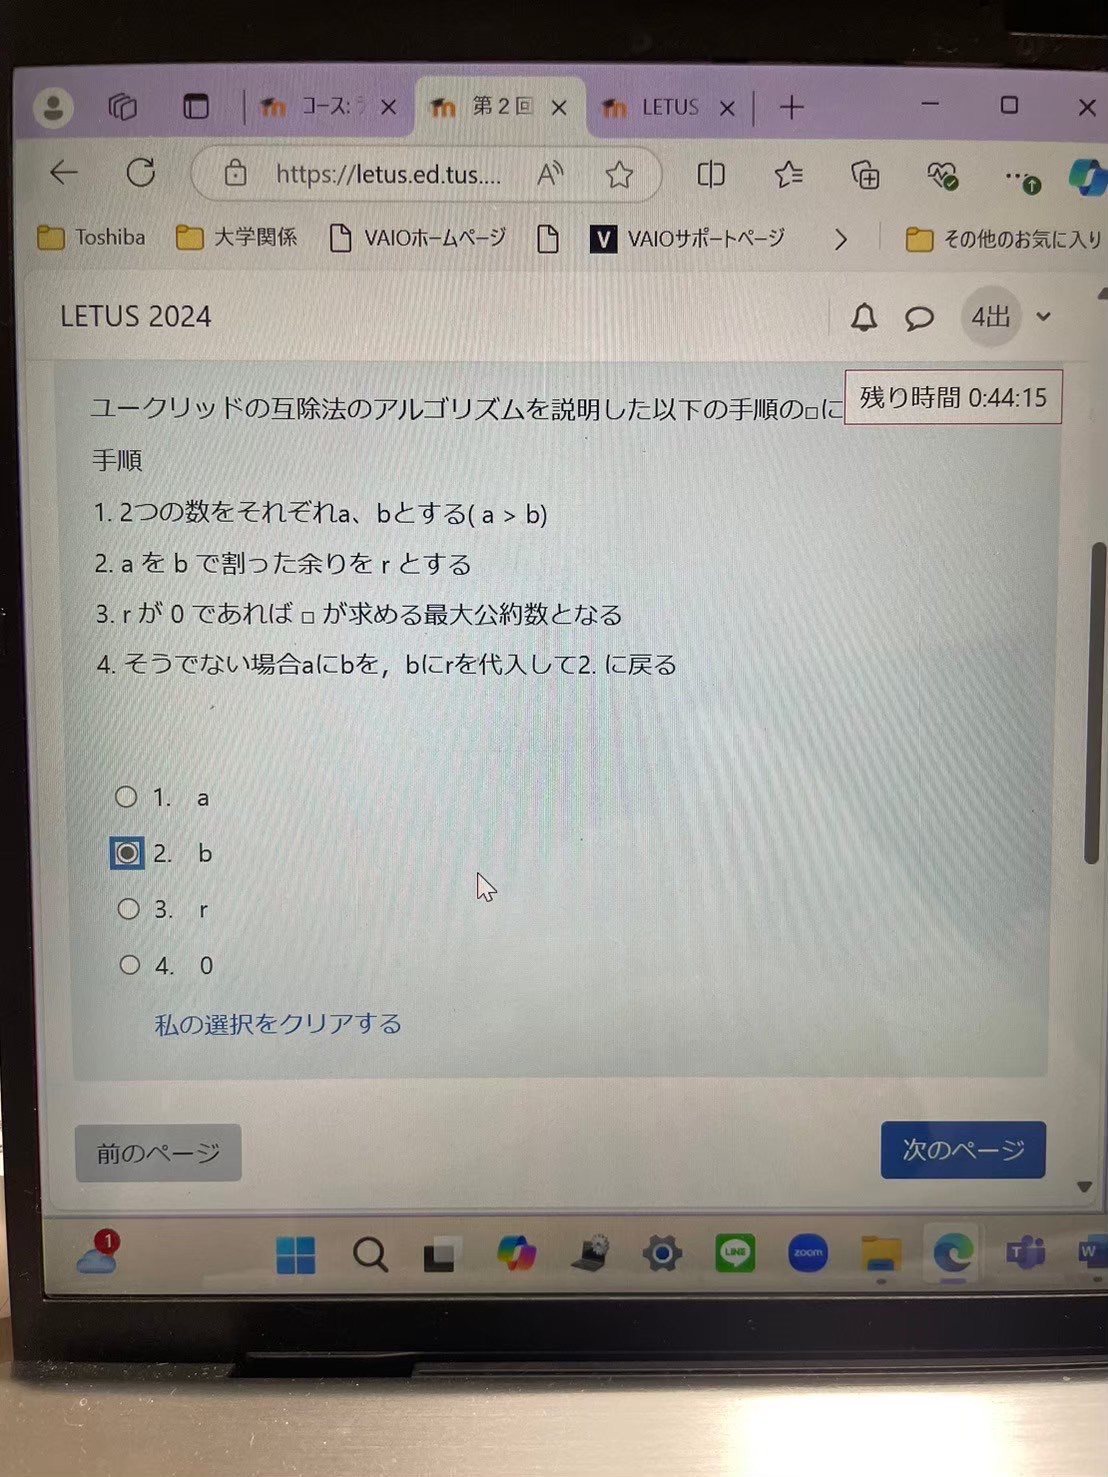 コース:
第2回
LETUS
https://letus.ed.tus....
Toshiba
大学関係
VAIOホームページ
V
VAIOサポートページ
その他のお気に入り
LETUS 2024
4出
残り時間 0:44:15
ユークリッドの互除法のアルゴリズムを説明した以下の手順の□に
手順
1. 2つの数をそれぞれa、bとする( a > b)
2. a を b で割った余りを r とする
3. r が 0 であれば □ が求める最大公約数となる
4. そうでない場合aにbを，bにrを代入して2. に戻る
1. a
2. b
3. r
4. 0
私の選択をクリアする
前のページ
次のページ
1
LINE
zoom
T
W